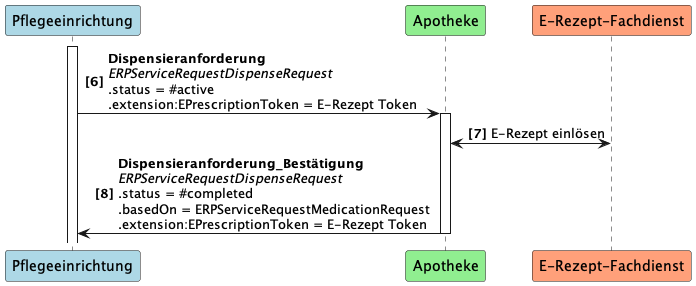 Pflegeeinrichtung
Apotheke
E-Rezept-Fachdienst
Dispensieranforderung
ERPServiceRequestDispenseRequest
[6]
.status = #active
.extension:EPrescriptionToken = E-Rezept Token
[7] E-Rezept einlösen
Dispensieranforderung_Bestätigung
ERPServiceRequestDispenseRequest
[8] .status = #completed
.basedOn = ERPServiceRequestMedicationRequest
.extension:EPrescriptionToken = E-Rezept Token
Pflegeeinrichtung
Apotheke
E-Rezept-Fachdienst